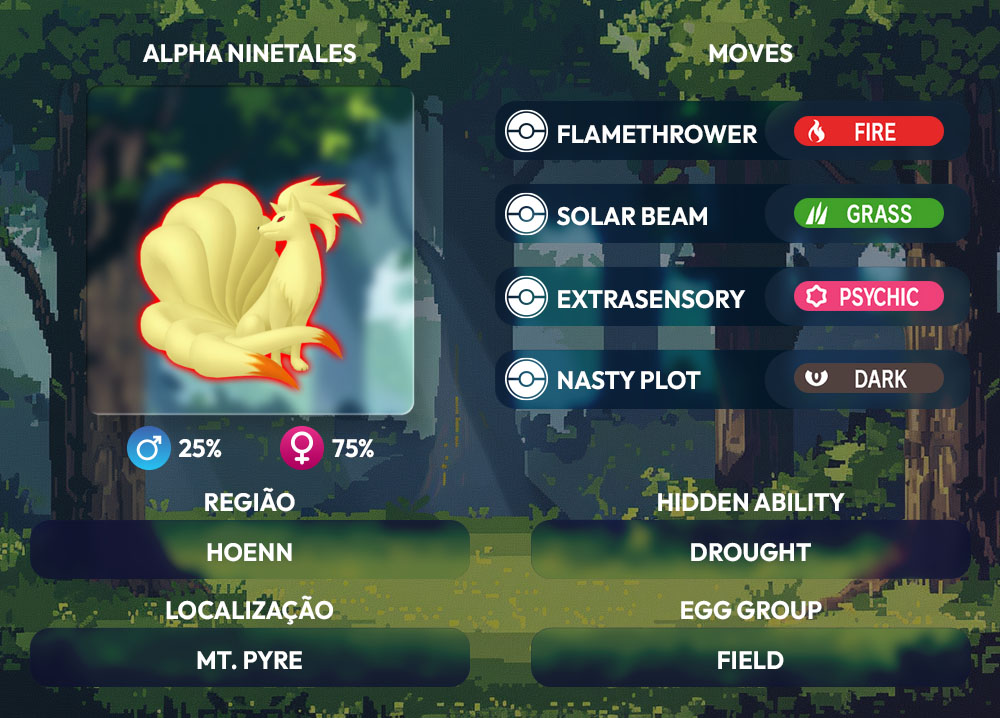 ALPHA NINETALES
MOVES
FLAMETHROWER FIRE
SOLAR BEAM GRASS
EXTRASENSORY PSYCHIC
NASTY PLOT DARK
25% 75%
REGIÃO
HOENN
HIDDEN ABILITY
DROUGHT
LOCALIZAÇÃO
MT. PYRE
EGG GROUP
FIELD